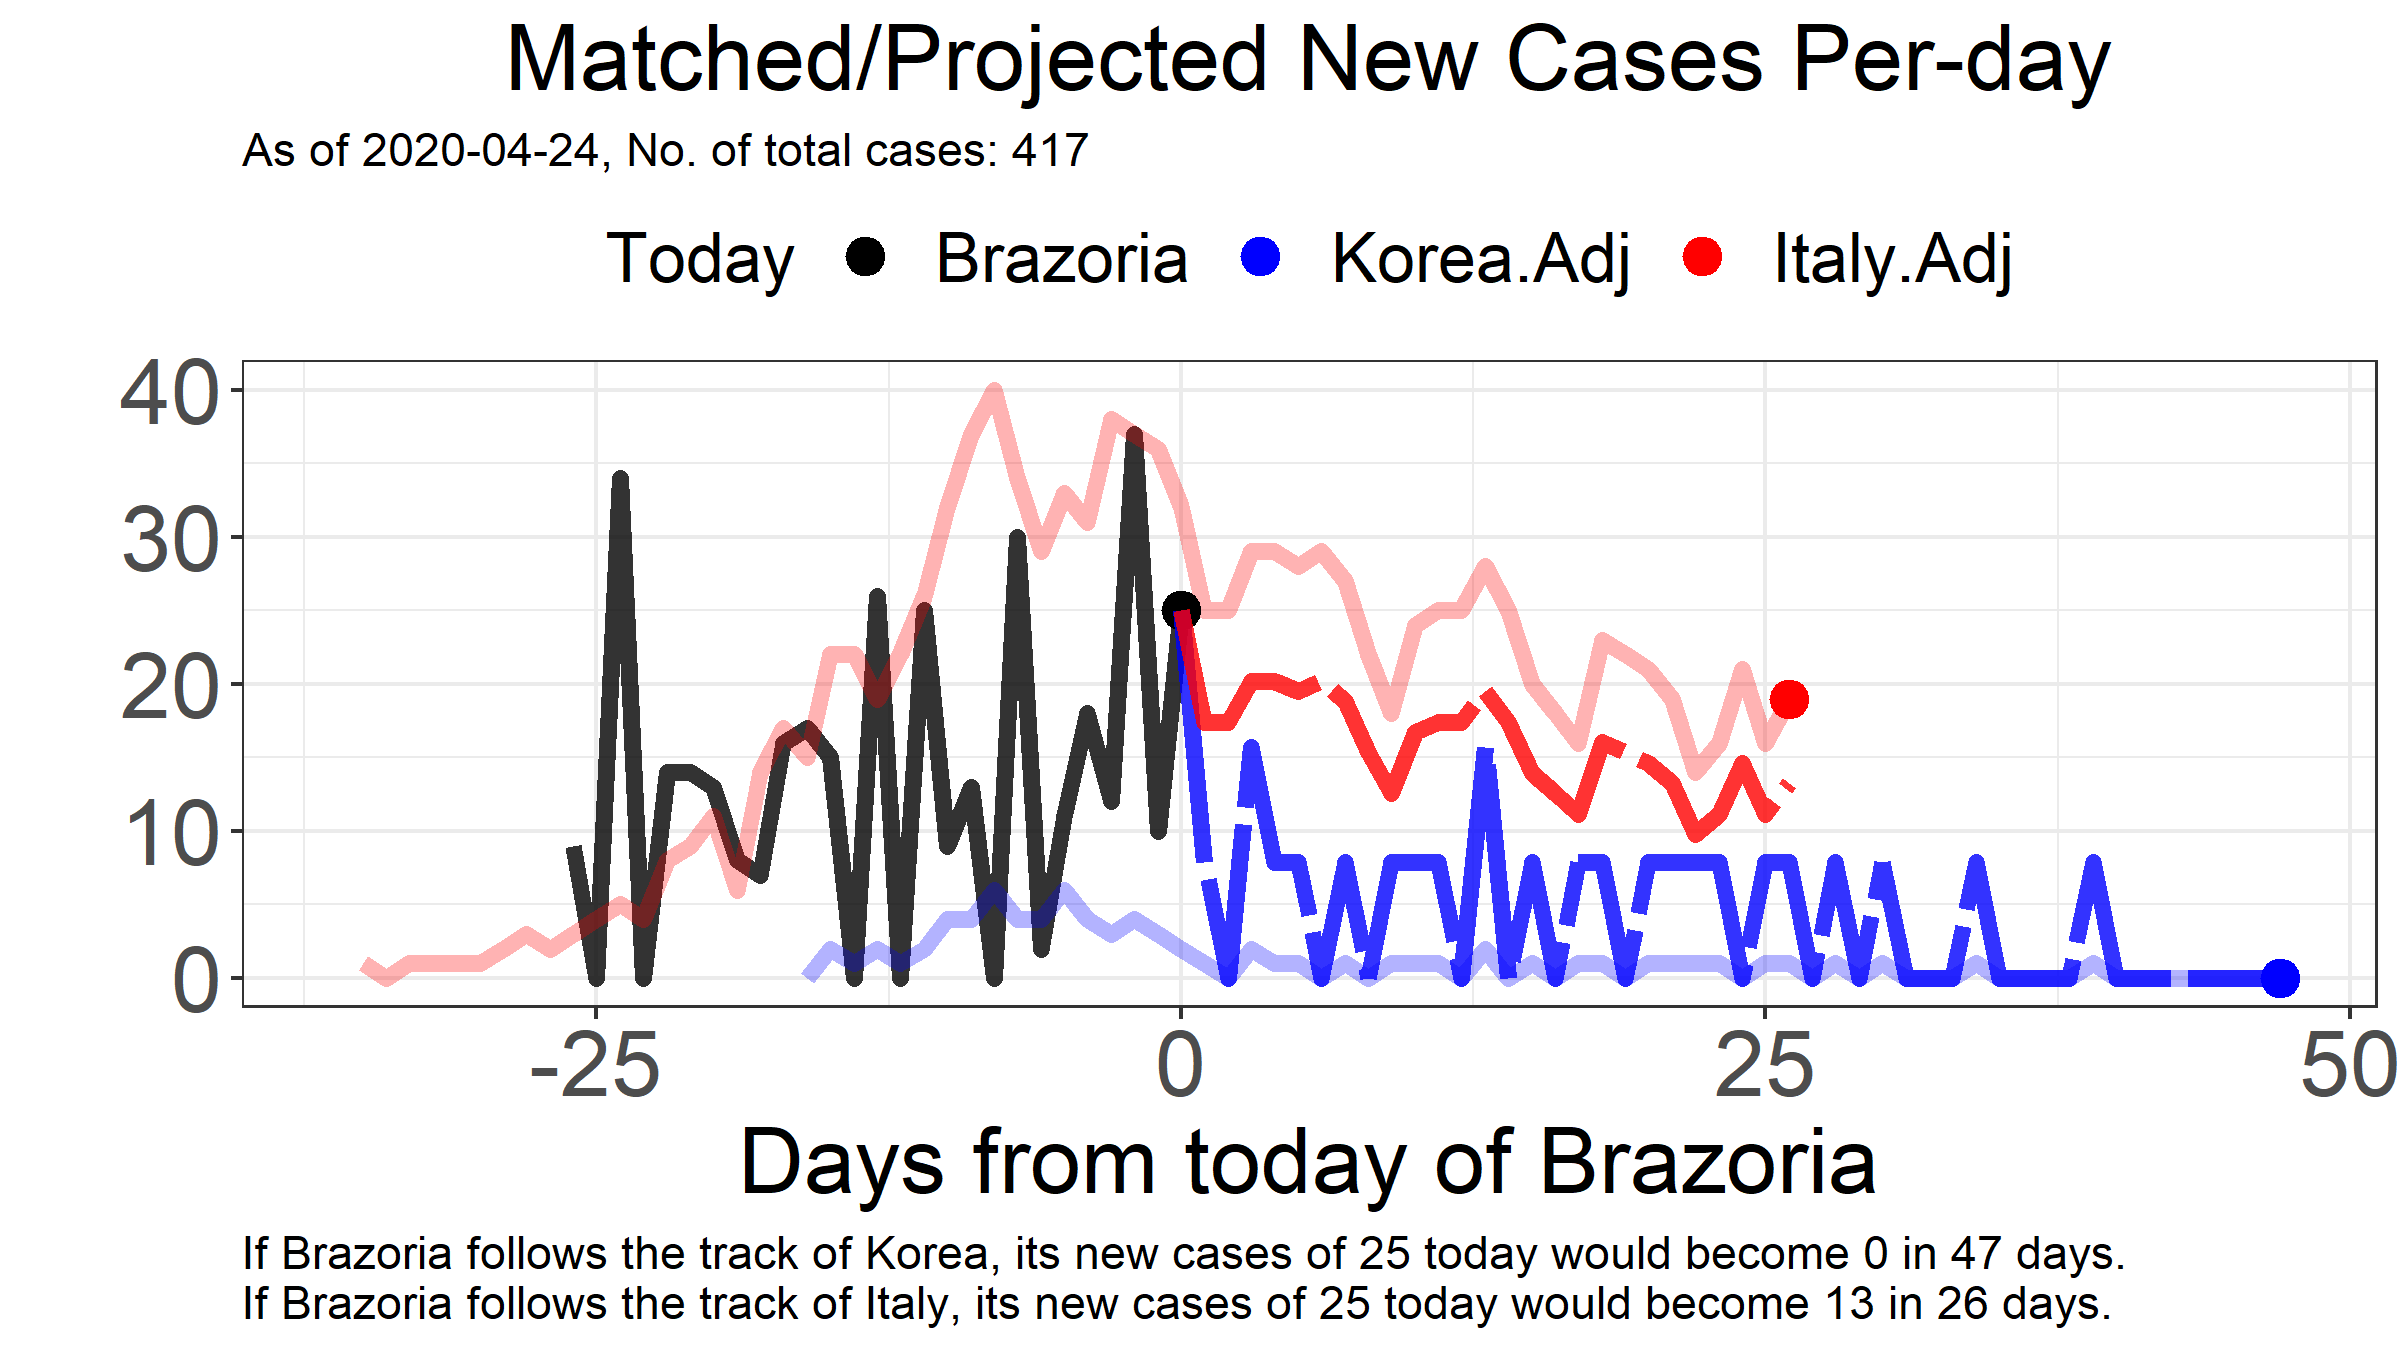 Matched/Projected New Cases Per-day
As of 2020-04-24, No. of total cases: 417
Today Brazoria Korea.Adj Italy.Adj
40
30
20
10
0
-25 0 25 50
Days from today of Brazoria
If Brazoria follows the track of Korea, its new cases of 25 today would become 0 in 47 days.
If Brazoria follows the track of Italy, its new cases of 25 today would become 13 in 26 days.